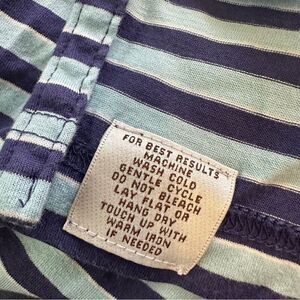 FOR BEST RESULTS
MACHINE
WASH COLD
GENTLE CYCLE
DO NOT BLEACH
LAY FLAT OR
HANG DRY
TOUCH UP WITH
WARM IRON
IF NEEDED